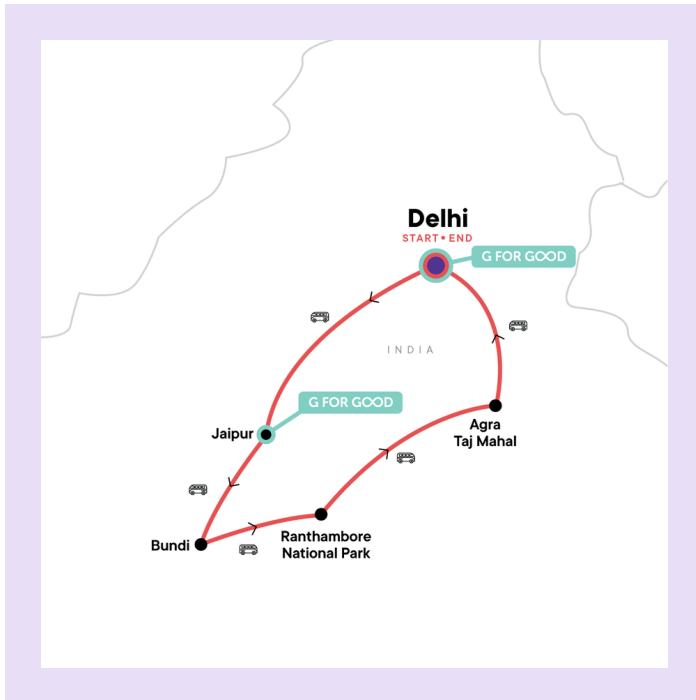 Delhi
START • END
G FOR GOOD
INDIA
G FOR GOOD
Jaipur
Agra
Taj Mahal
Ranthambore
National Park
Bundi